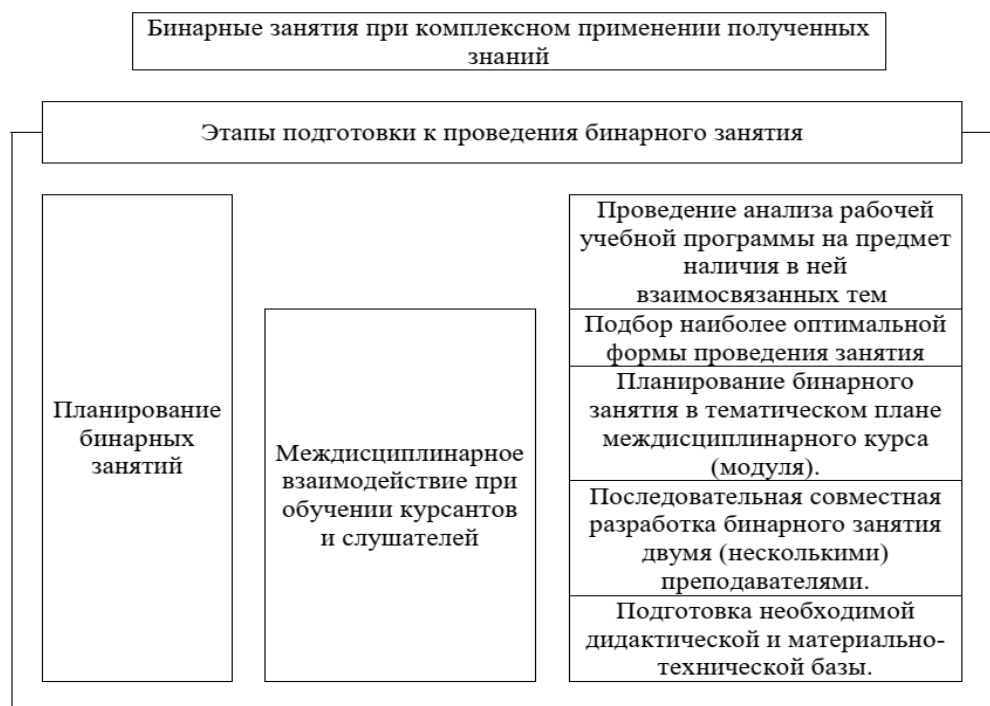 Бинарные занятия при комплексном применении полученных
знаний
Этапы подготовки к проведения бинарного занятия
Планирование
бинарных
занятий
Междисциплинарное
взаимодействие при
обучении курсантов
и слушателей
Проведение анализа рабочей
учебной программы на предмет
наличия в ней
взаимосвязанных тем
Подбор наиболее оптимальной
формы проведения занятия
Планирование бинарного
занятия в тематическом плане
междисциплинарного курса
(модуля).
Последовательная совместная
разработка бинарного занятия
двумя (несколькими)
преподавателями.
Подготовка необходимой
дидактической и материально-
технической базы.